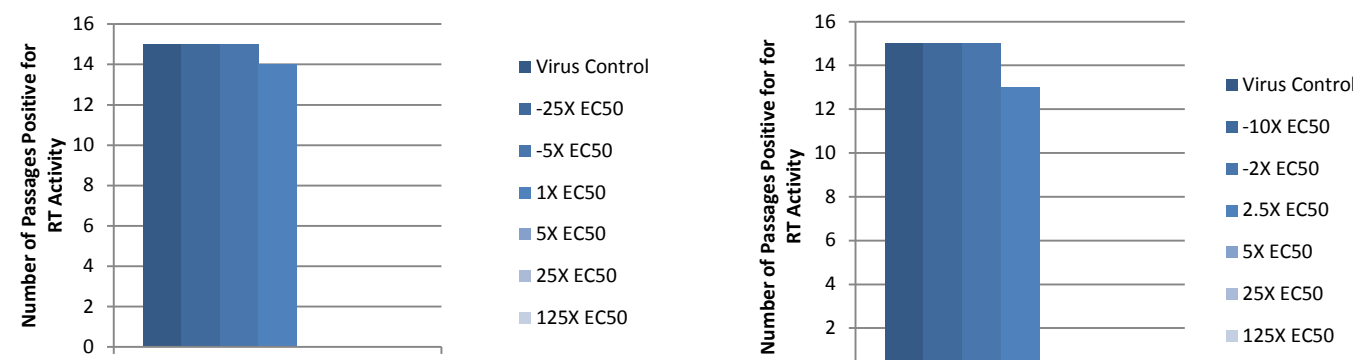 Number of Passages Positive for
RT Activity
16
14
12
10
8
6
4
2
0
Virus Control
-25X EC50
-5X EC50
1X EC50
5X EC50
25X EC50
125X EC50
Number of Passages Positive for for
RT Activity
16
14
12
10
8
6
4
2
Virus Control
-10X EC50
-2X EC50
2.5X EC50
5X EC50
25X EC50
125X EC50